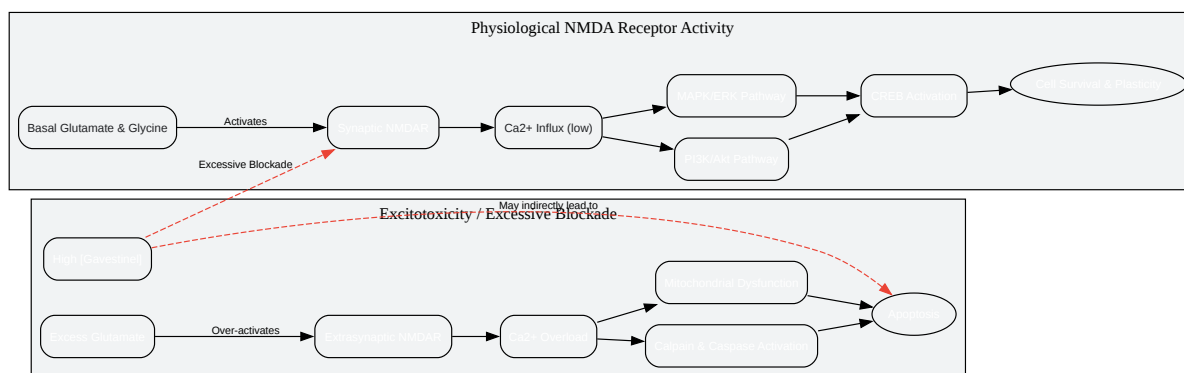 Physiological NMDA Receptor Activity
Basal Glutamate & Glycine
Activates
Synaptic NMDAR
Ca2+ Influx (low)
MAPK/ERK Pathway
PI3K/Akt Pathway
CREB Activation
Cell Survival & Plasticity
Excessive Blockade
Excitotoxicity / Excessive Blockade
May indirectly lead to
High [Gavestinel]
Excess Glutamate
Over-activates
Extrasynaptic NMDAR
Ca2+ Overload
Mitochondrial Dysfunction
Calpain & Caspase Activation
Apoptosis